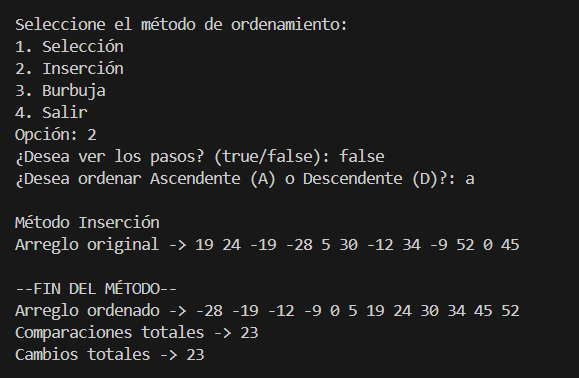 Seleccione el método de ordenamiento:
1. Selección
2. Inserción
3. Burbuja
4. Salir
Opción: 2
¿Desea ver los pasos? (true/false): false
¿Desea ordenar Ascendente (A) o Descendente (D)?: a
Método Inserción
Arreglo original -> 19 24 -19 -28 5 30 -12 34 -9 52 0 45
--FIN DEL MÉTODO--
Arreglo ordenado -> -28 -19 -12 -9 0 5 19 24 30 34 45 52
Comparaciones totales -> 23
Cambios totales -> 23